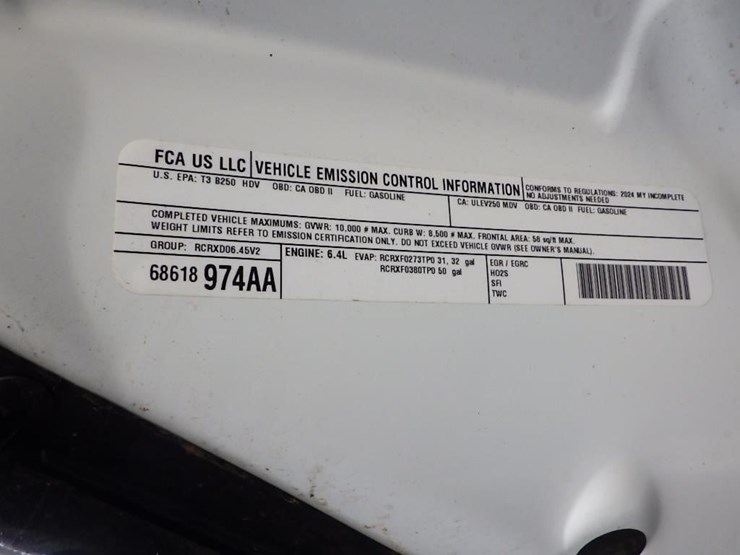 FCA US LLC VEHICLE EMISSION CONTROL INFORMATION CONFORMS TO REGULATIONS: 2024 MY INCOMPLETE
NO ADJUSTMENTS NEEDED
U.S. EPA: T3 B250 HDV OBD: CA OBD II FUEL: GASOLINE CA: ULEV250 MDV OBD: CA OBD II FUEL: GASOLINE
COMPLETED VEHICLE MAXIMUMS: GVWR: 10,000 # MAX. CURB W: 8,500 # MAX. FRONTAL AREA: 58 sq/ft MAX.
WEIGHT LIMITS REFER TO EMISSION CERTIFICATION ONLY. DO NOT EXCEED VEHICLE GVWR (SEE OWNER'S MANUAL).
GROUP: RCRXD06.45V2
68618 974AA
ENGINE: 6.4L EVAP: RCRXF0273TP0 31, 32 gal
RCRXF0380TP0 50 gal
EGR / EGRC
HO2S
SFI
TWC